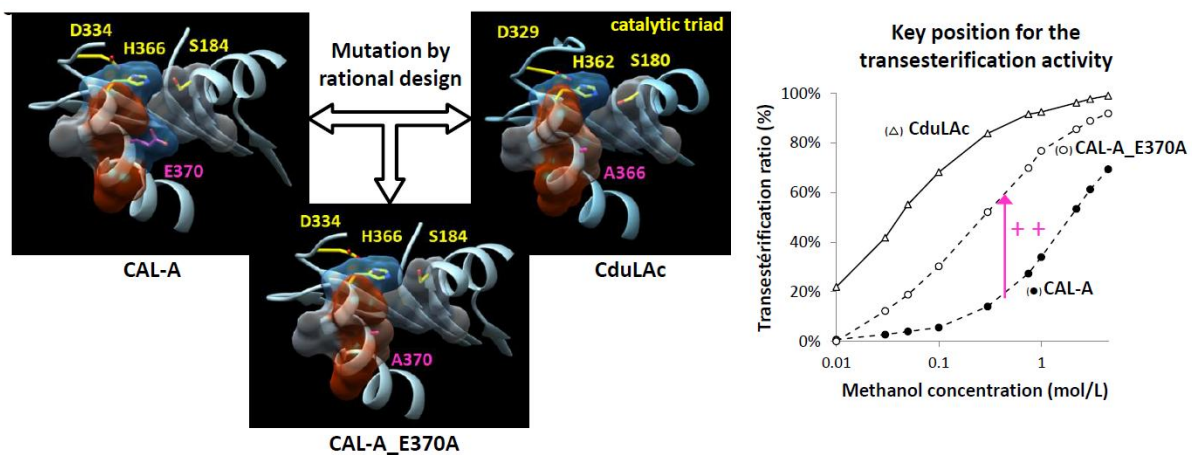 D334
H366
S184
E370
CAL-A
Mutation by
rational design
catalytic triad
D329
H362
S180
A366
CduLAc
D334
H366
S184
A370
CAL-A_E370A
Key position for the
transesterification activity
Transestérification ratio (%)
100%
80%
60%
40%
20%
0%
(△) CduLAc
(○) CAL-A_E370A
++
(●) CAL-A
0.01
0.1
1
Methanol concentration (mol/L)